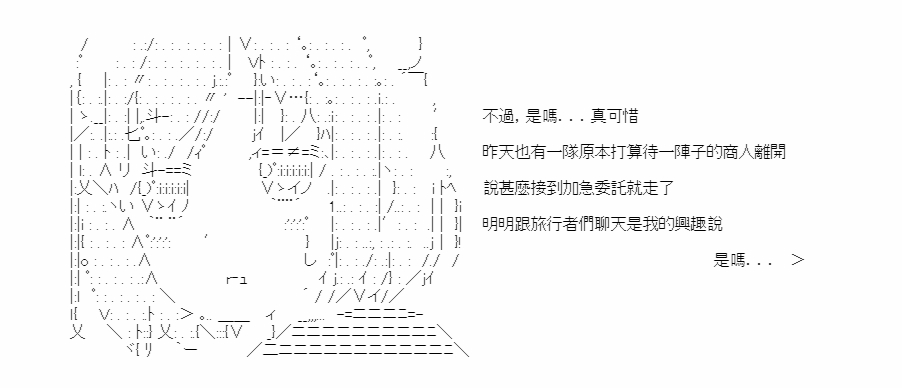 不過，是嗎．．．真可惜
昨天也有一隊原本打算待一陣子的商人離開
說甚麼接到加急委託就走了
明明跟旅行者們聊天是我的興趣說
是嗎．．．　＞